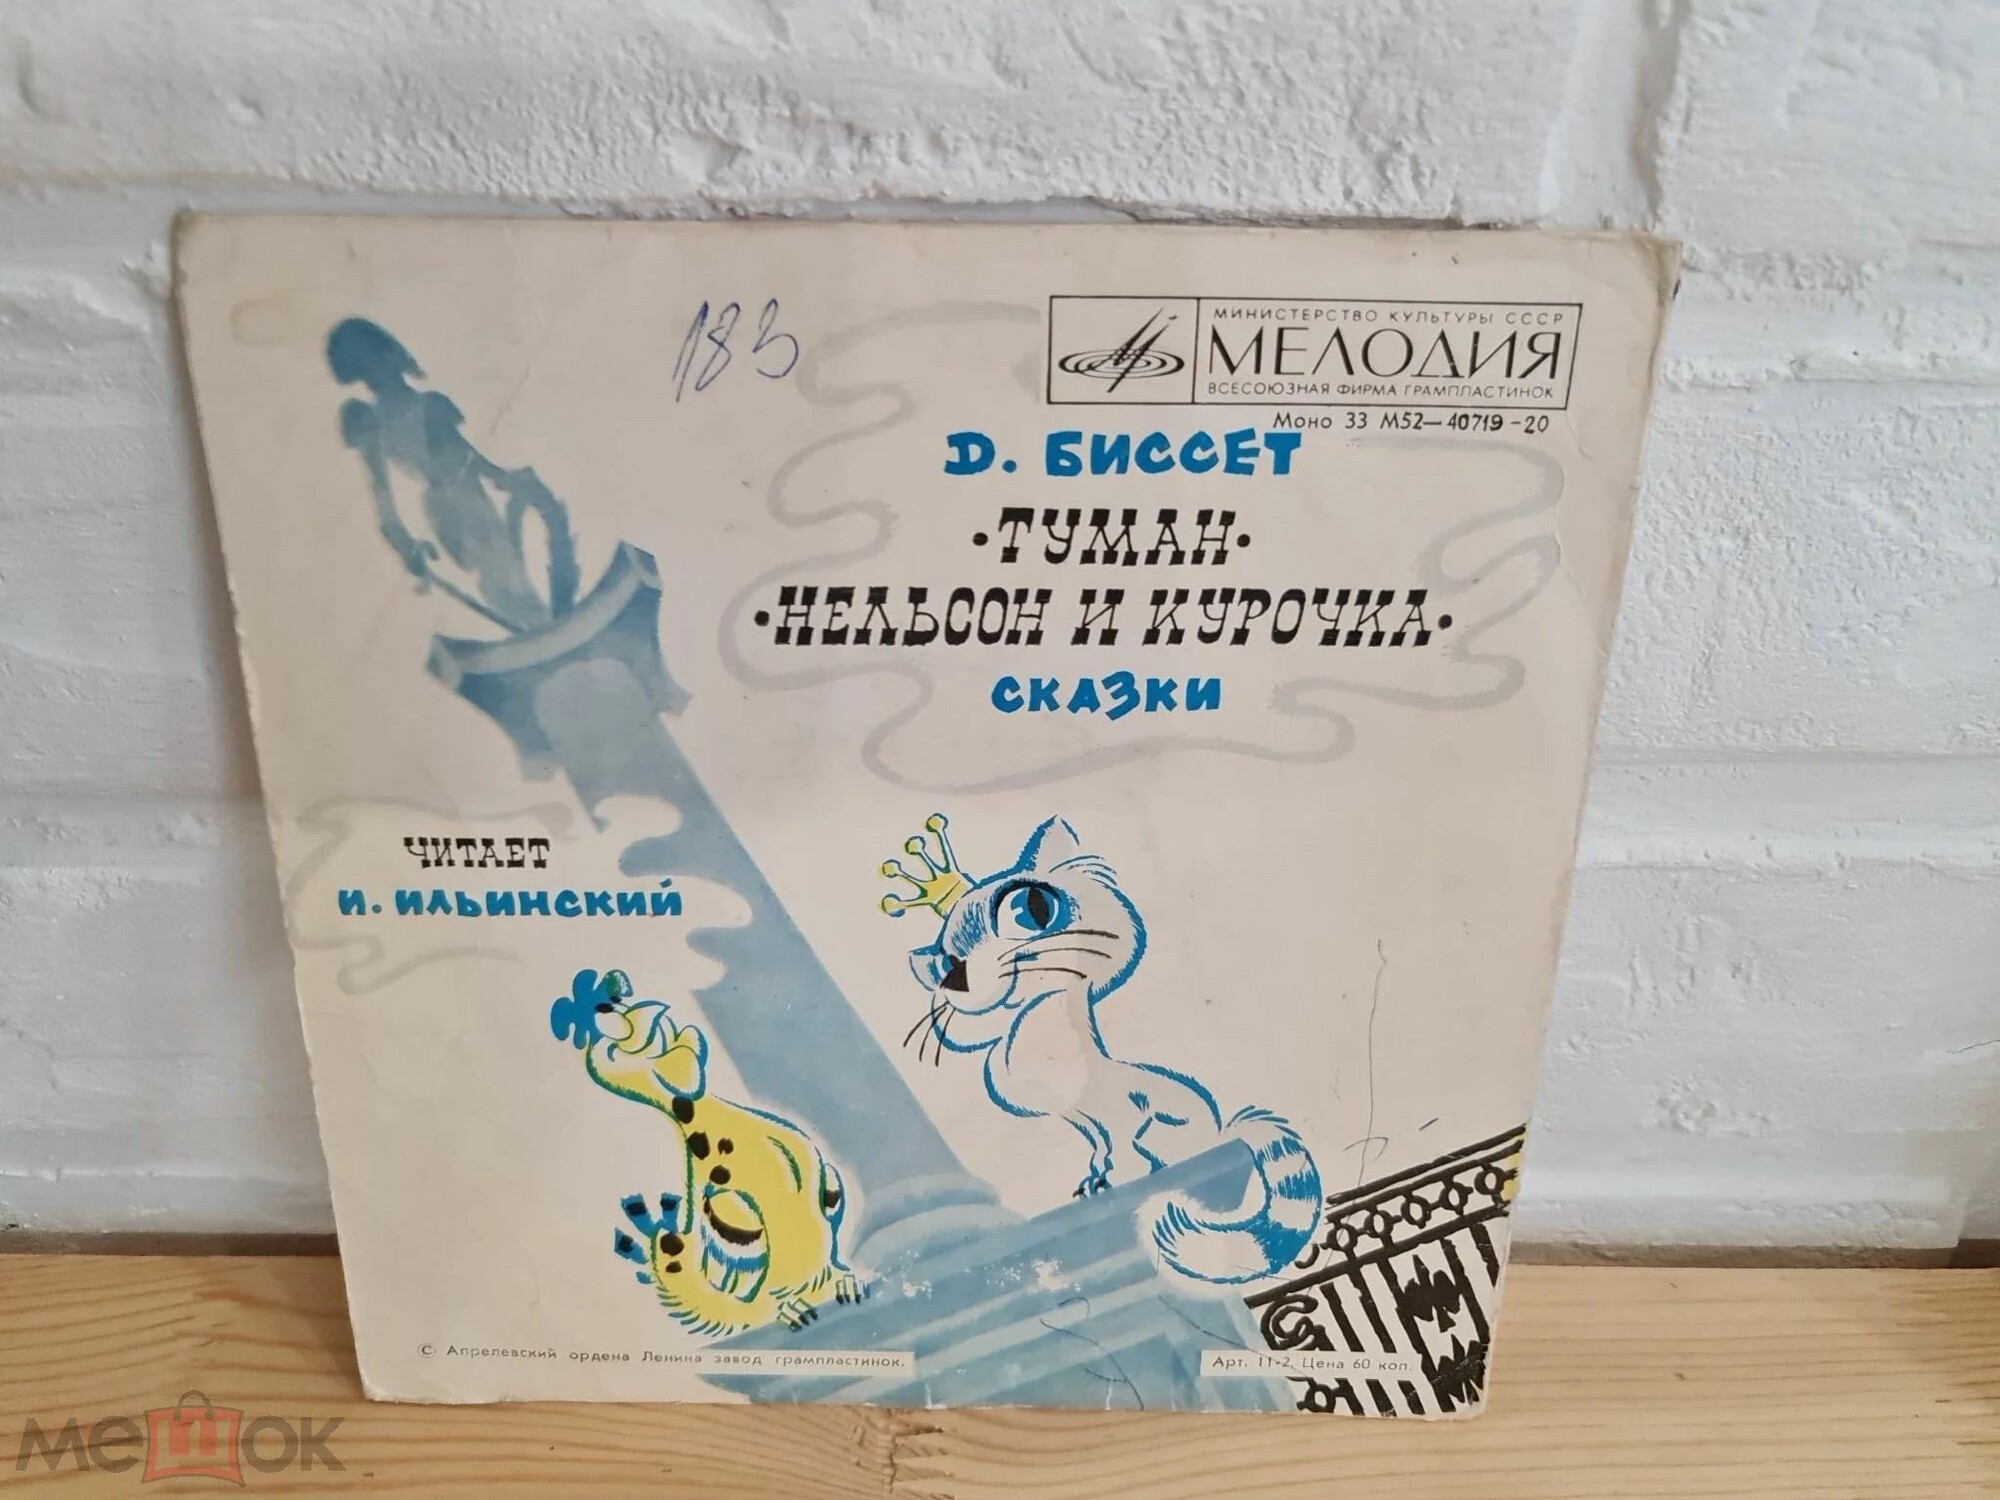 183
МИНИСТЕРСТВО КУЛЬТУРЫ СССР
МЕЛОДИЯ
ВСЕСОЮЗНАЯ ФИРМА ГРАМПЛАСТИНОК
Моно 33 М52—40719-20
Д. БИССЕТ
•ТУМАН•
•НЕЛЬСОН И КУРОЧКА•
СКАЗКИ
ЧИТАЕТ
И. ИЛЬИНСКИЙ
© Апрелевский ордена Ленина завод грампластинок.
Арт. 11-2. Цена 60 коп.
мешок